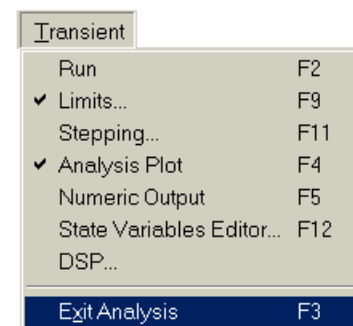 Transient
Run F2
Limits... F9
Stepping... F11
Analysis Plot F4
Numeric Output F5
State Variables Editor... F12
DSP...
Exit Analysis F3